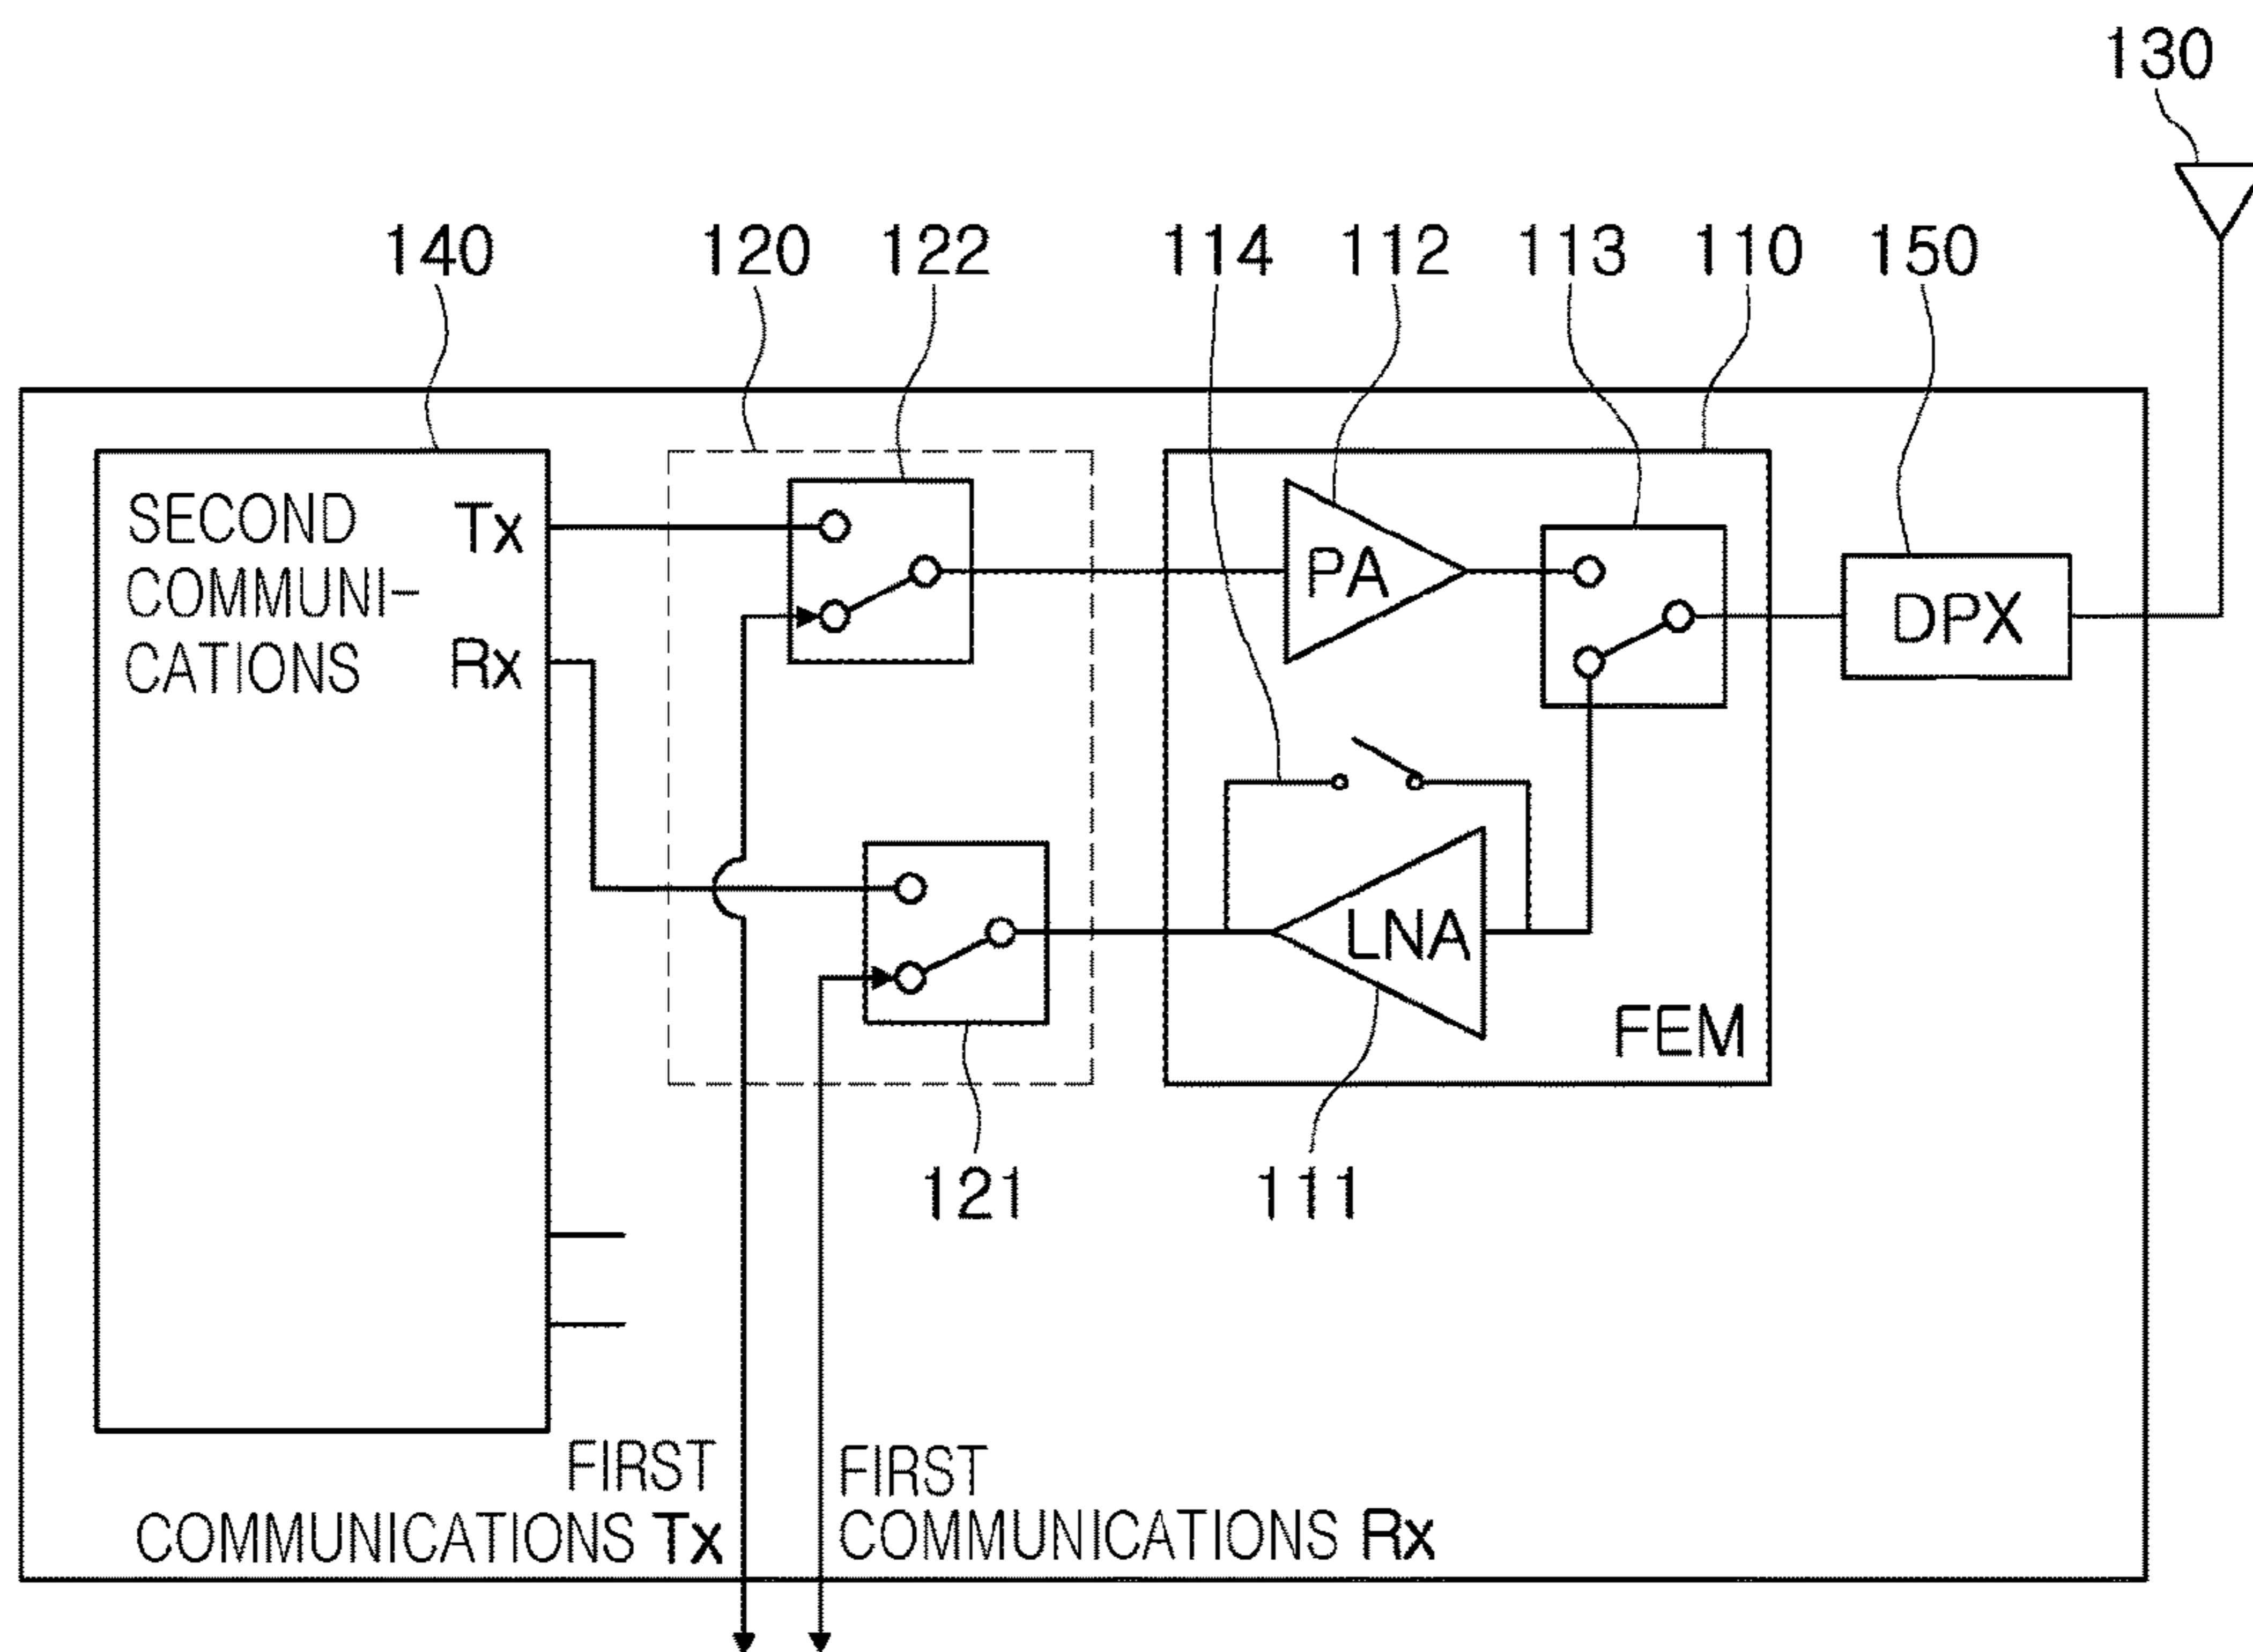 130
140
120
122
114
112
113
110
150
SECOND
COMMUNI-
CATIONS
Tx
Rx
PA
DPX
LNA
FEM
121
111
FIRST
COMMUNICATIONS Tx
FIRST
COMMUNICATIONS Rx